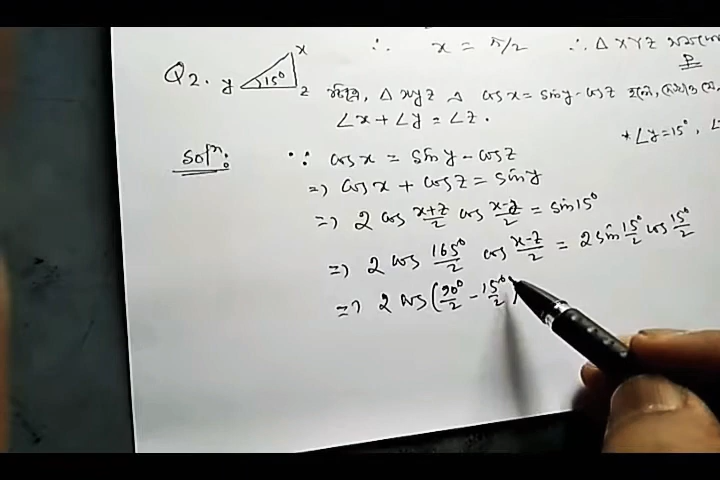 ∴ x = π/2 ∴ Δ XYZ
P
Q2. y 15° x z
Δ xyz এ cos x = sin y - cos z হলে,
∠x + ∠y = ∠z.
* ∠y = 15°, ∠
Solⁿ: ∵ cos x = sin y - cos z
=> cos x + cos z = sin y
=> 2 cos (x+z)/2 cos (x-z)/2 = sin 15°
=> 2 cos 165°/2 cos (x-z)/2 = 2 sin 15°/2 cos 15°/2
=> 2 cos (90°/2 - 15°/2)